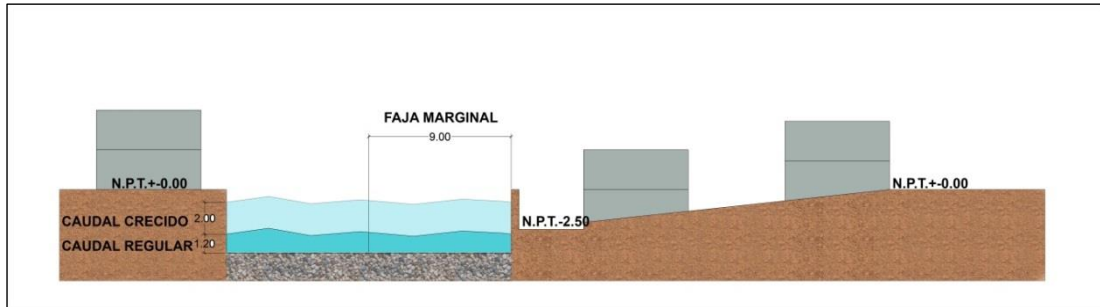 FAJA MARGINAL
9.00
N.P.T.+-0.00
N.P.T.+-0.00
CAUDAL CRECIDO 2.00
N.P.T.-2.50
CAUDAL REGULAR 1.20